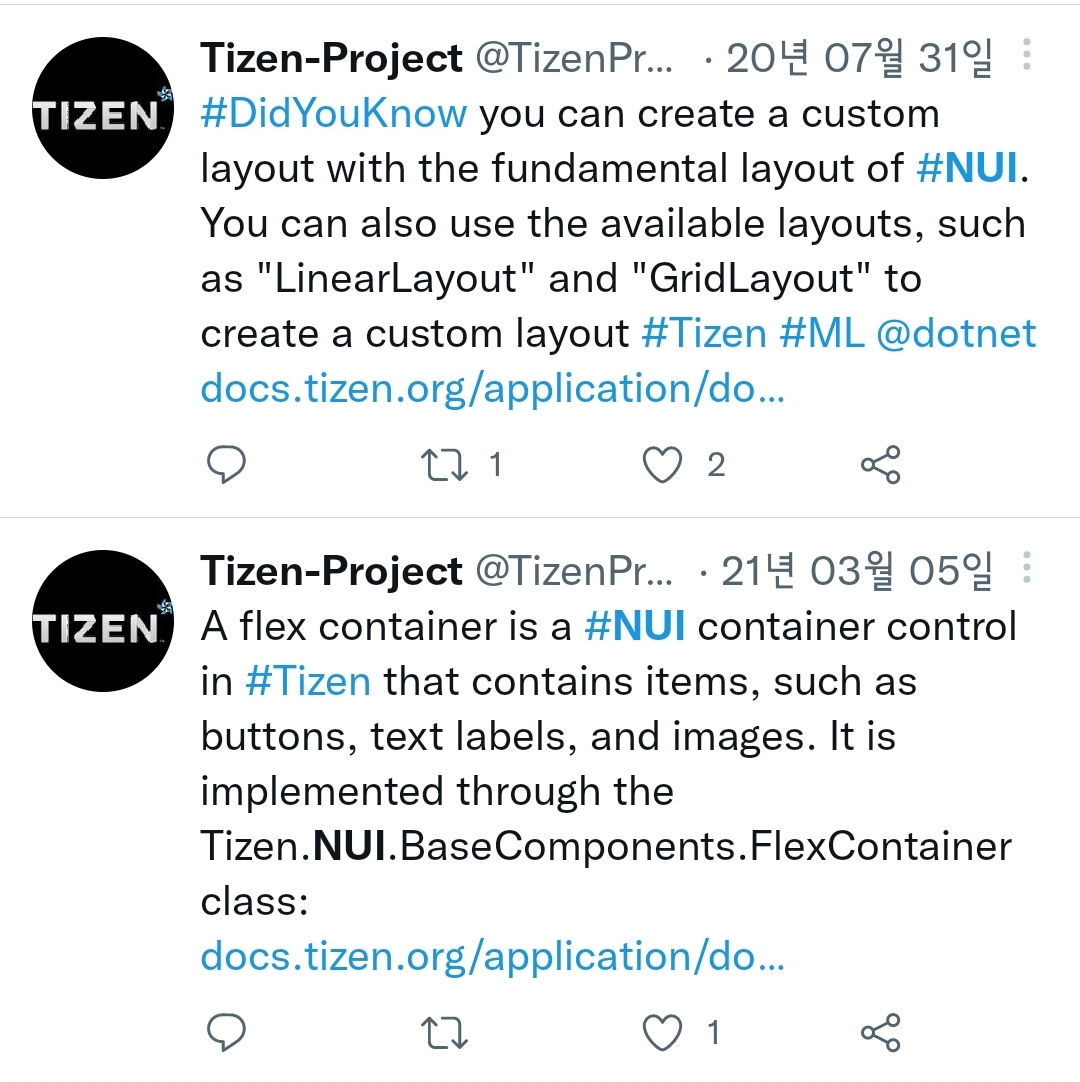 TIZEN
Tizen-Project @TizenPr... · 20년 07월 31일
#DidYouKnow you can create a custom
layout with the fundamental layout of #NUI.
You can also use the available layouts, such
as "LinearLayout" and "GridLayout" to
create a custom layout #Tizen #ML @dotnet
docs.tizen.org/application/do...
1 2
TIZEN
Tizen-Project @TizenPr... · 21년 03월 05일
A flex container is a #NUI container control
in #Tizen that contains items, such as
buttons, text labels, and images. It is
implemented through the
Tizen.NUI.BaseComponents.FlexContainer
class:
docs.tizen.org/application/do...
1